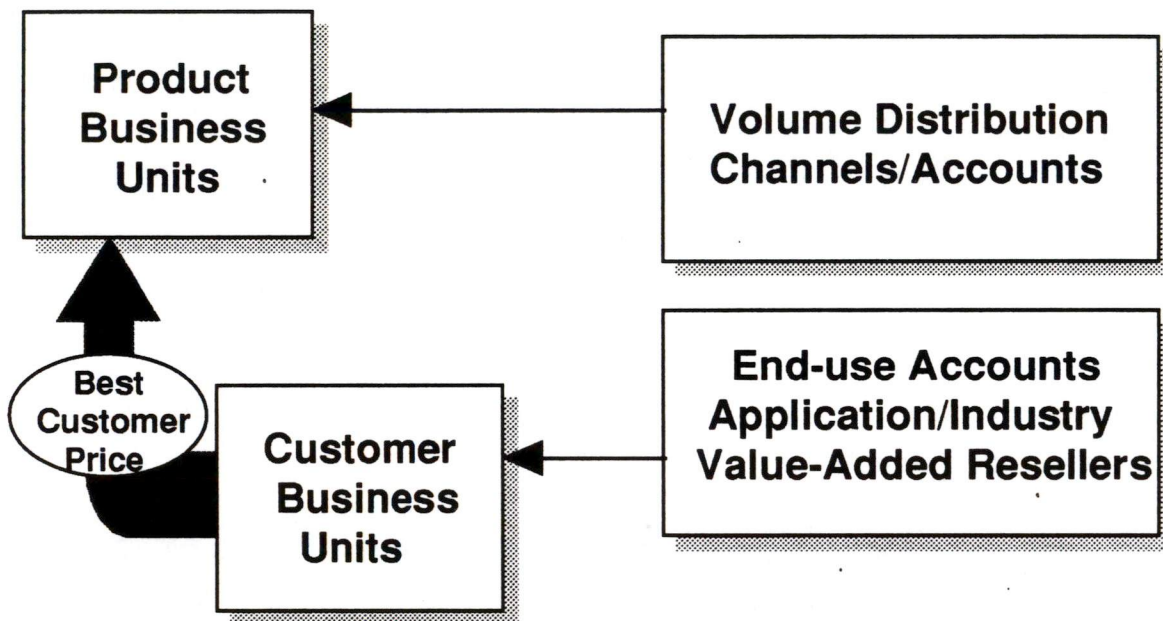 Product
Business
Units
Volume Distribution
Channels/Accounts
Best
Customer
Price
Customer
Business
Units
End-use Accounts
Application/Industry
Value-Added Resellers